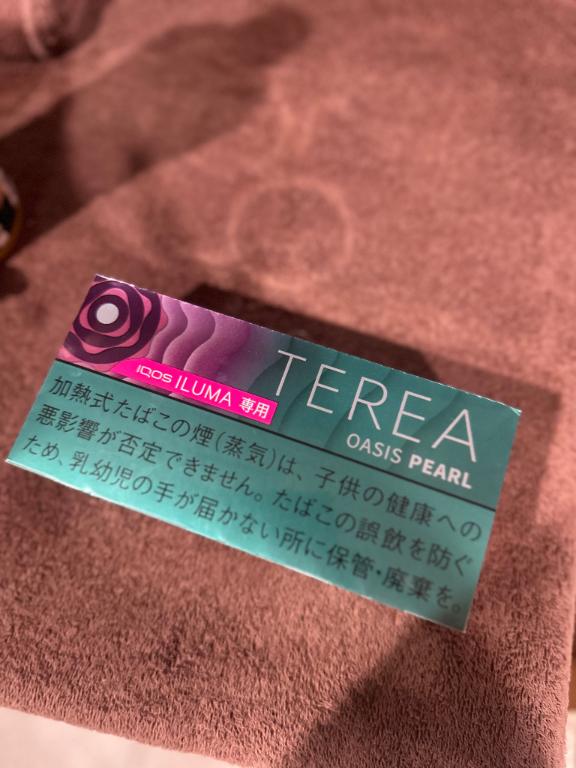 IQOS ILUMA 専用
TEREA
OASIS PEARL
加熱式たばこの煙(蒸気)は、子供の健康への
悪影響が否定できません。たばこの誤飲を防ぐ
ため、乳幼児の手が届かない所に保管・廃棄を。